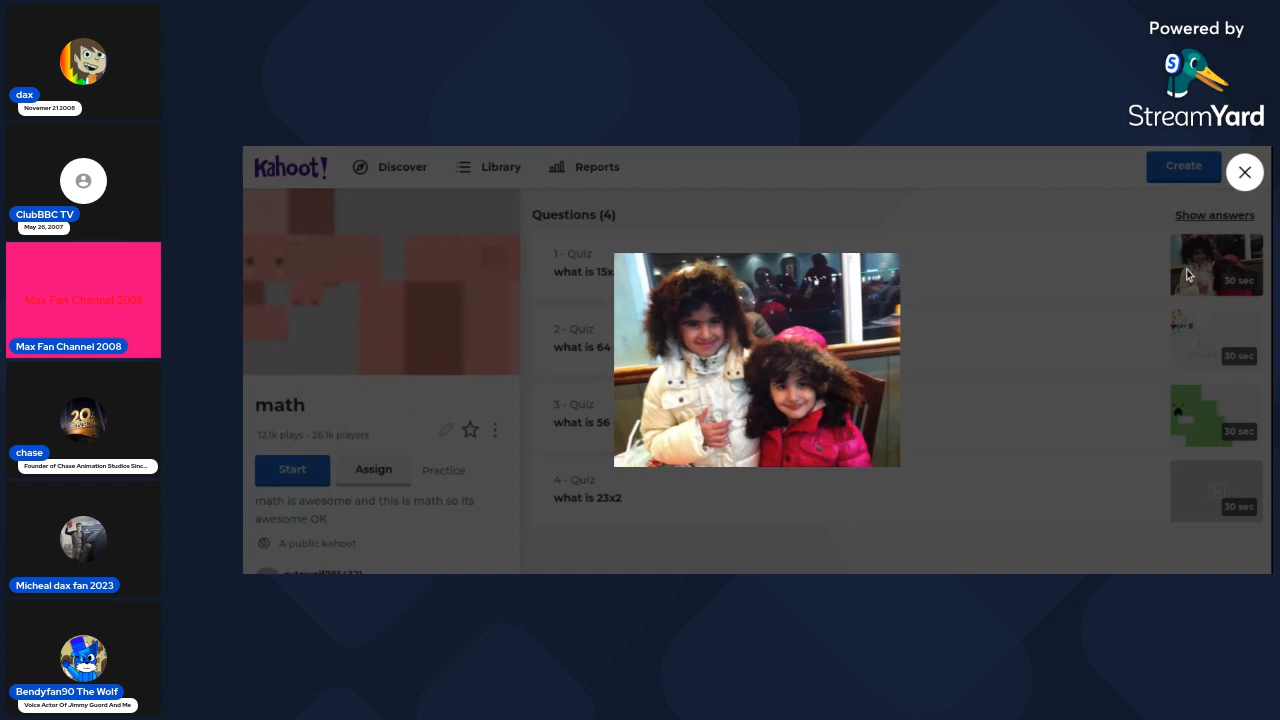 dax
Novemer 21 2008
ClubBBC TV
May 26, 2007
Max Fan Channel 2008
Max Fan Channel 2008
chase
Founder of Chase Animation Studios Sinc...
Micheal dax fan 2023
Bendyfan90 The Wolf
Voice Actor Of Jimmy Guord And Me
Powered by
S
StreamYard
Kahoot!
Discover
Library
Reports
Create
math
12.1k plays · 26.1k players
Start
Assign
Practice
math is awesome and this is math so its
awesome OK
A public kahoot
Questions (4)
Show answers
1 - Quiz
what is 15x
30 sec
2 - Quiz
what is 64
30 sec
3 - Quiz
what is 56
30 sec
4 - Quiz
what is 23x2
30 sec